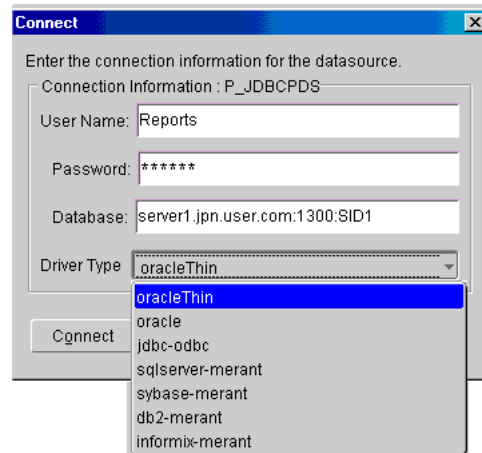 Connect
Enter the connection information for the datasource.
Connection Information : P_JDBCPDS
User Name: Reports
Password: ******
Database: server1.jpn.user.com:1300:SID1
Driver Type oracleThin
oracleThin
oracle
Connect
jdbc-odbc
sqlserver-merant
sybase-merant
db2-merant
informix-merant